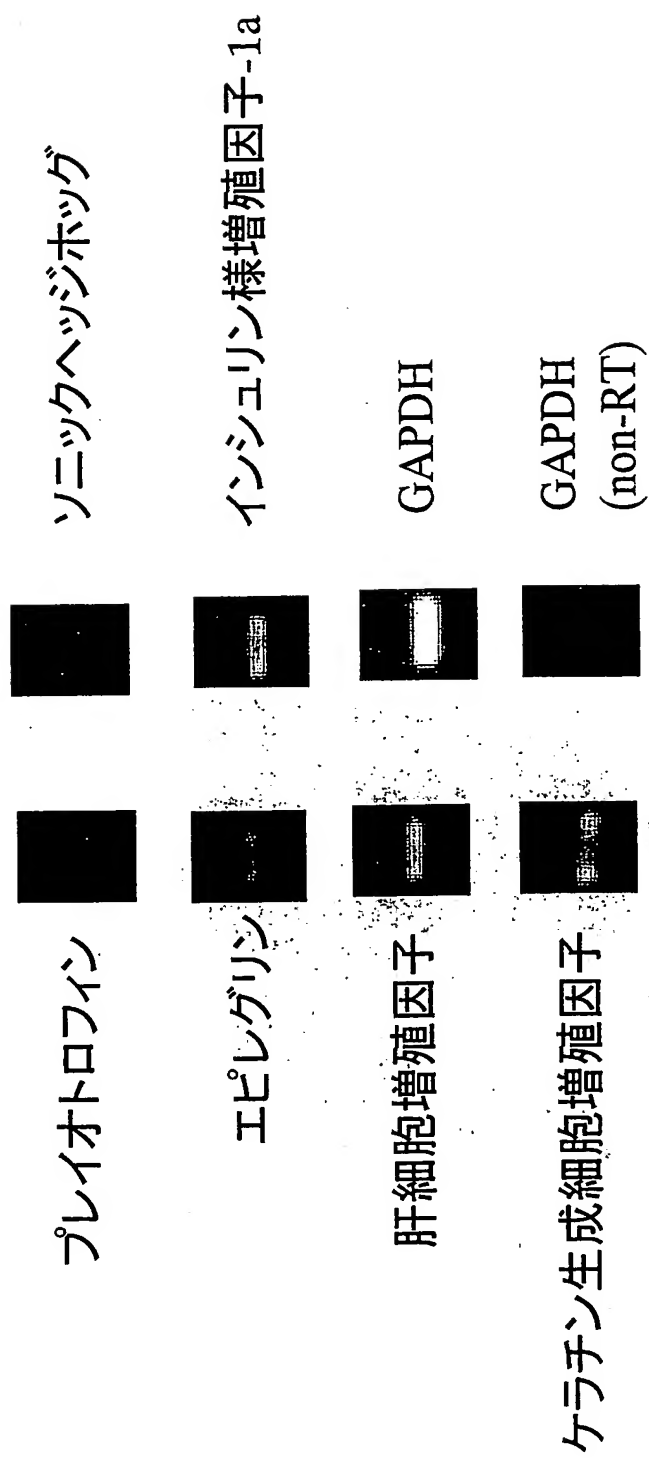 プレイオトロフィン
エピレグリン
肝細胞増殖因子
ケラチン生成細胞増殖因子
ソニックヘッジホッグ
インシュリン様増殖因子-1a
GAPDH
GAPDH
(non-RT)